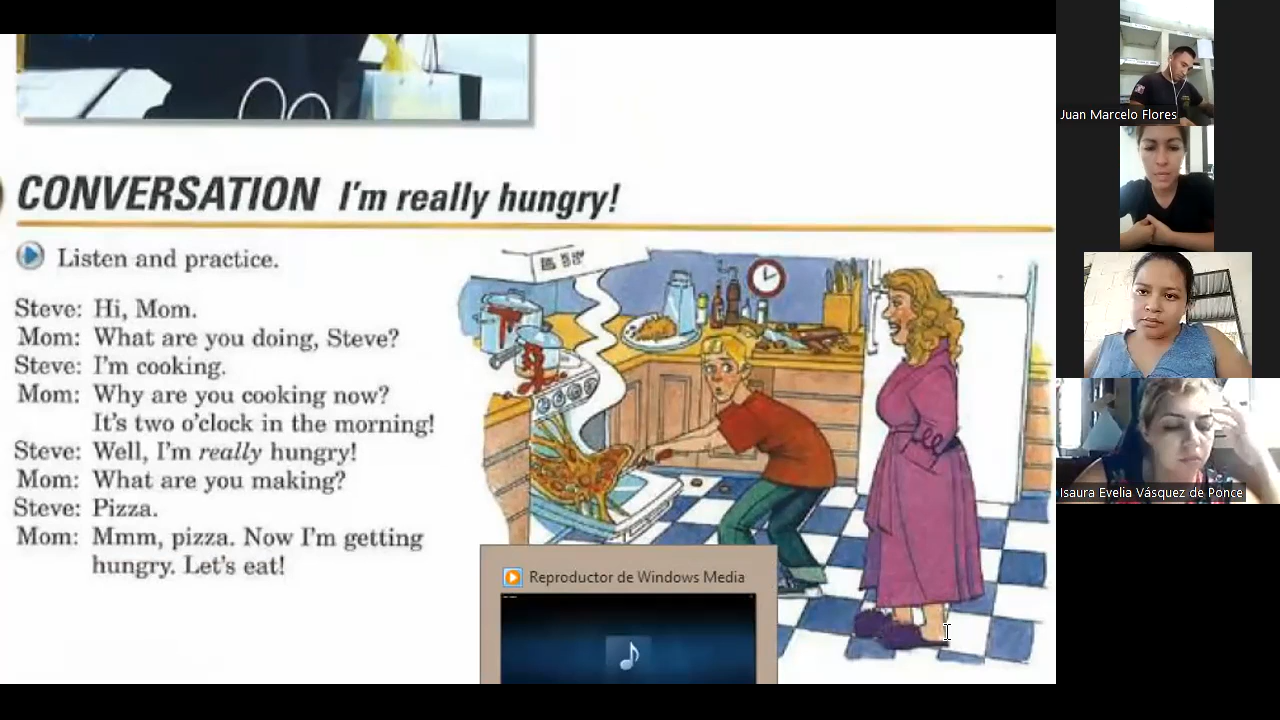 CONVERSATION I'm really hungry!
Listen and practice.
Steve: Hi, Mom.
Mom: What are you doing, Steve?
Steve: I'm cooking.
Mom: Why are you cooking now?
It's two o'clock in the morning!
Steve: Well, I'm really hungry!
Mom: What are you making?
Steve: Pizza.
Mom: Mmm, pizza. Now I'm getting
hungry. Let's eat!
Reproductor de Windows Media
Juan Marcelo Flores
Isaura Evelia Vásquez de Ponce